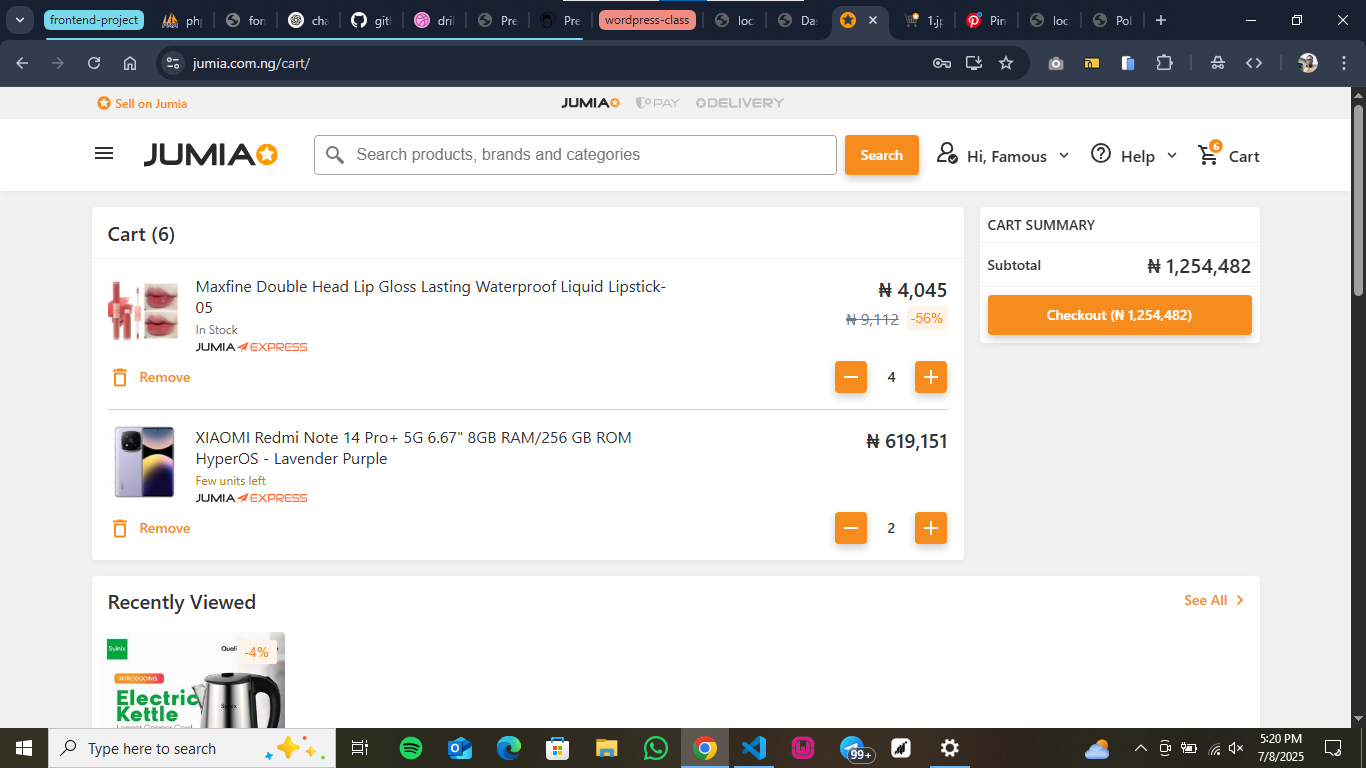 frontend-project
php
fon
cha
gitl
dril
Pre
Pre
wordpress-class
loc
Da
1.jp
Pin
loc
Pol
jumia.com.ng/cart/
Sell on Jumia
JUMIA
PAY
DELIVERY
JUMIA
Search products, brands and categories
Search
Hi, Famous
Help
6
Cart
Cart (6)
Maxfine Double Head Lip Gloss Lasting Waterproof Liquid Lipstick-
05
In Stock
JUMIA EXPRESS
₦ 4,045
₦ 9,112 -56%
Remove
4
XIAOMI Redmi Note 14 Pro+ 5G 6.67" 8GB RAM/256 GB ROM
HyperOS - Lavender Purple
Few units left
JUMIA EXPRESS
₦ 619,151
Remove
2
CART SUMMARY
Subtotal ₦ 1,254,482
Checkout (₦ 1,254,482)
Recently Viewed
See All
Syinix
-4%
INTRODUCING
Electric
Kettle
Type here to search
99+
5:20 PM
7/8/2025